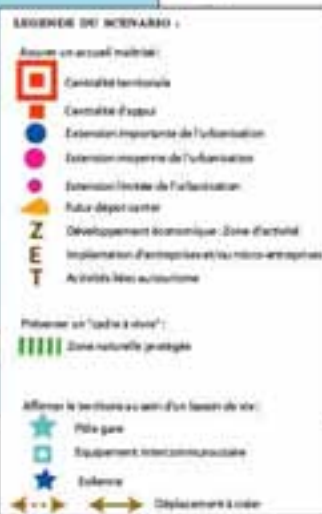 LEGENDE DU SCENARIO :
Assurer un accueil maîtrisé :
Centralité territoriale
Centralité d'appui
Extension importante de l'urbanisation
Extension moyenne de l'urbanisation
Extension limitée de l'urbanisation
Futur dépot
Z Développement économique : Zone d'activité
E Implantation d'entreprises et/ou micro-entreprises
T Activités liées au tourisme
Préserver un "cadre à vivre" :
Zone naturelle protégée
Affirmer le territoire au sein d'un bassin de vie :
Pôle gare
Equipement intercommunautaire
Eolienne
Déplacement à créer